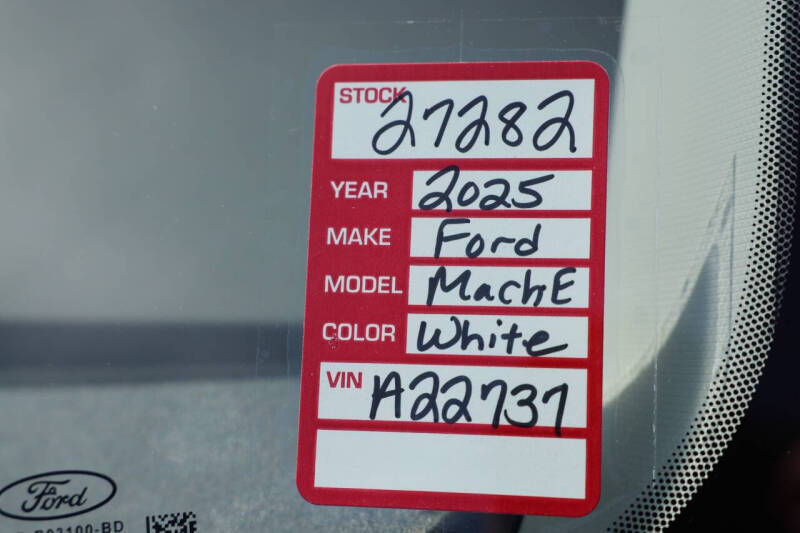 STOCK 27282
YEAR 2025
MAKE Ford
MODEL MachE
COLOR White
VIN A22737
Ford